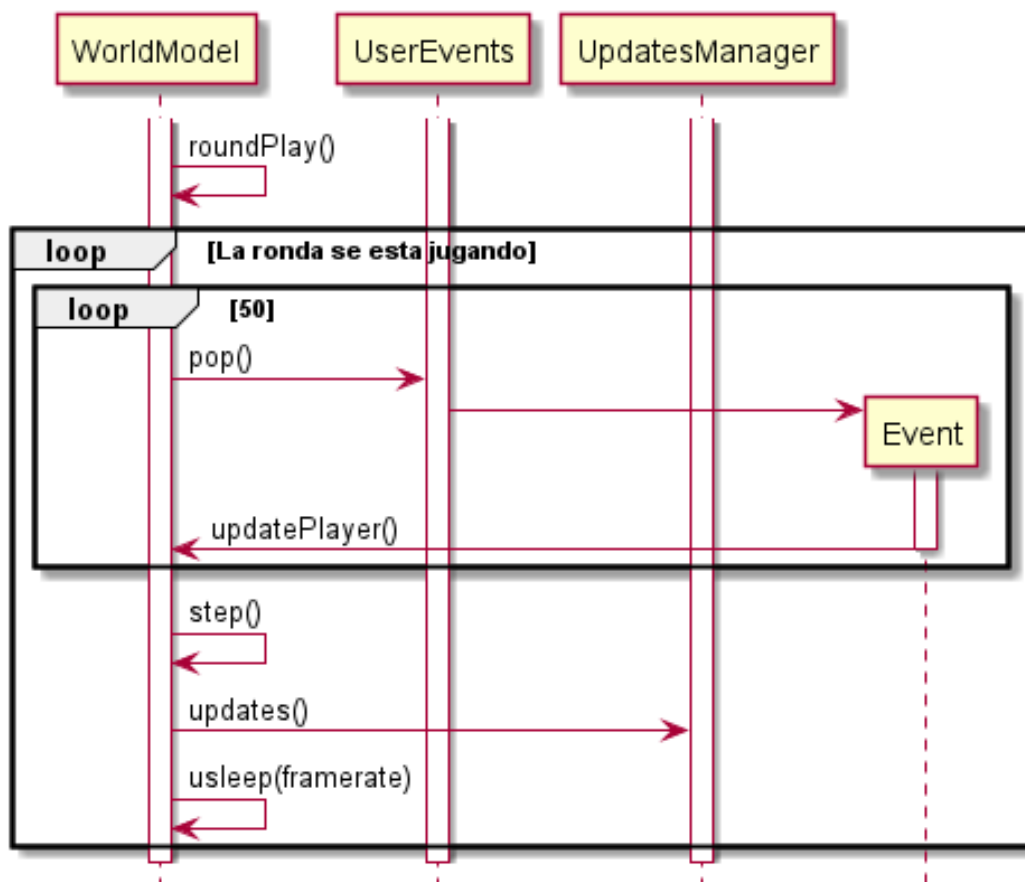 WorldModel UserEvents UpdatesManager
roundPlay()
loop [La ronda se esta jugando]
loop [50]
pop()
Event
updatePlayer()
step()
updates()
usleep(framerate)